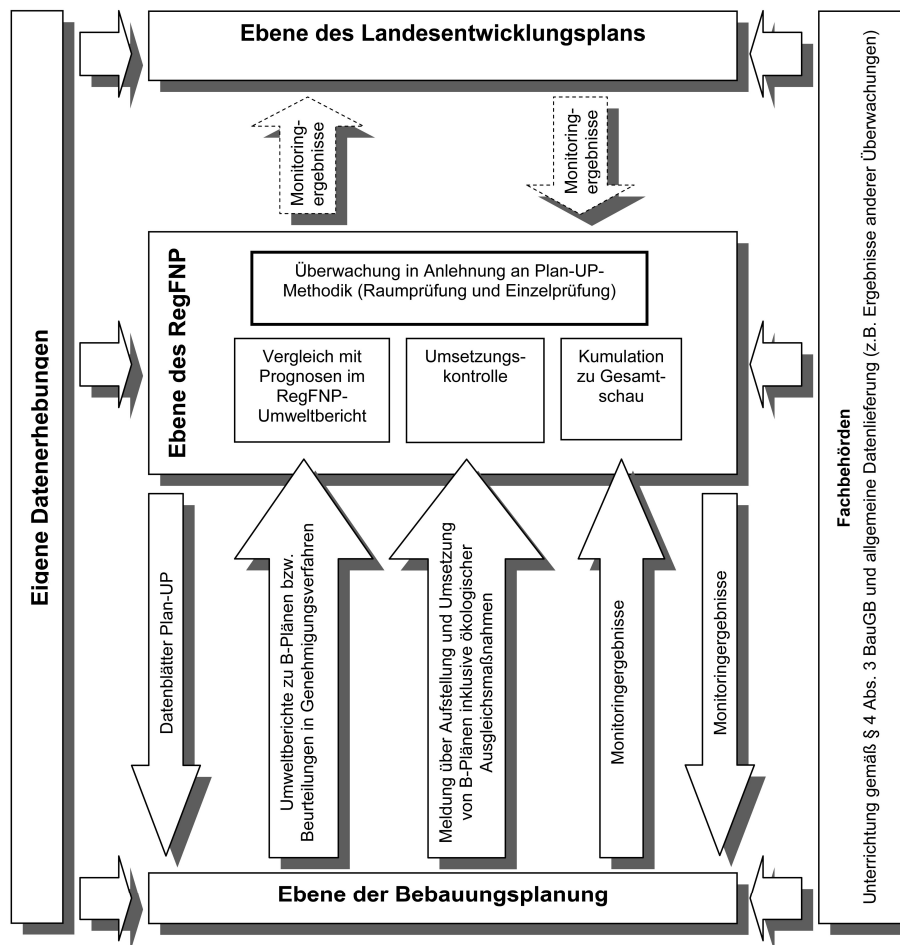 Ebene des Landesentwicklungsplans
Eigene Datenerhebungen
Monitoring-
ergebnisse
Monitoring-
ergebnisse
Ebene des RegFNP
Überwachung in Anlehnung an Plan-UP-
Methodik (Raumprüfung und Einzelprüfung)
Vergleich mit
Prognosen im
RegFNP-
Umweltbericht
Umsetzungs-
kontrolle
Kumulation
zu Gesamt-
schau
Datenblätter Plan-UP
Umweltberichte zu B-Plänen bzw.
Beurteilungen in Genehmigungsverfahren
Meldung über Aufstellung und Umsetzung
von B-Plänen inklusive ökologischer
Ausgleichsmaßnahmen
Monitoringergebnisse
Monitoringergebnisse
Ebene der Bebauungsplanung
Fachbehörden
Unterrichtung gemäß § 4 Abs. 3 BauGB und allgemeine Datenlieferung (z.B. Ergebnisse anderer Überwachungen)